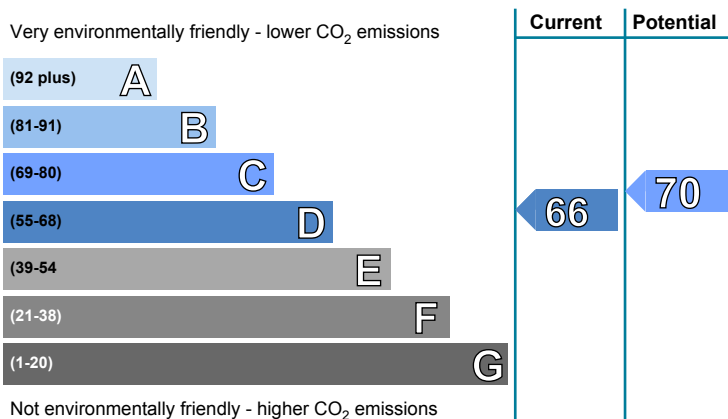 Current Potential
Very environmentally friendly - lower CO2 emissions
(92 plus) A
(81-91) B
(69-80) C
(55-68) D
(39-54 E
(21-38) F
(1-20) G
66 70
Not environmentally friendly - higher CO2 emissions